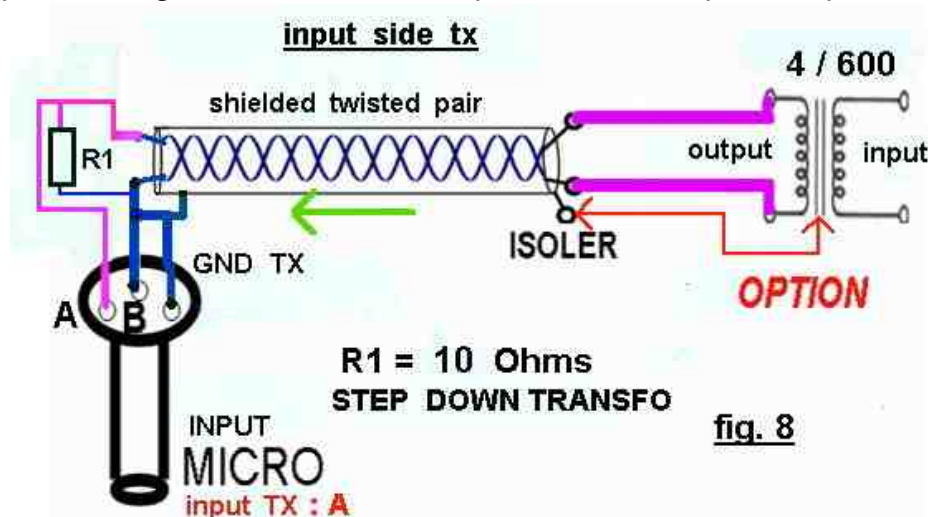 input side tx
4 / 600
shielded twisted pair
R1
output
input
ISOLER
GND TX
OPTION
A
B
R1 = 10 Ohms
STEP DOWN TRANSFO
fig. 8
INPUT
MICRO
input TX : A